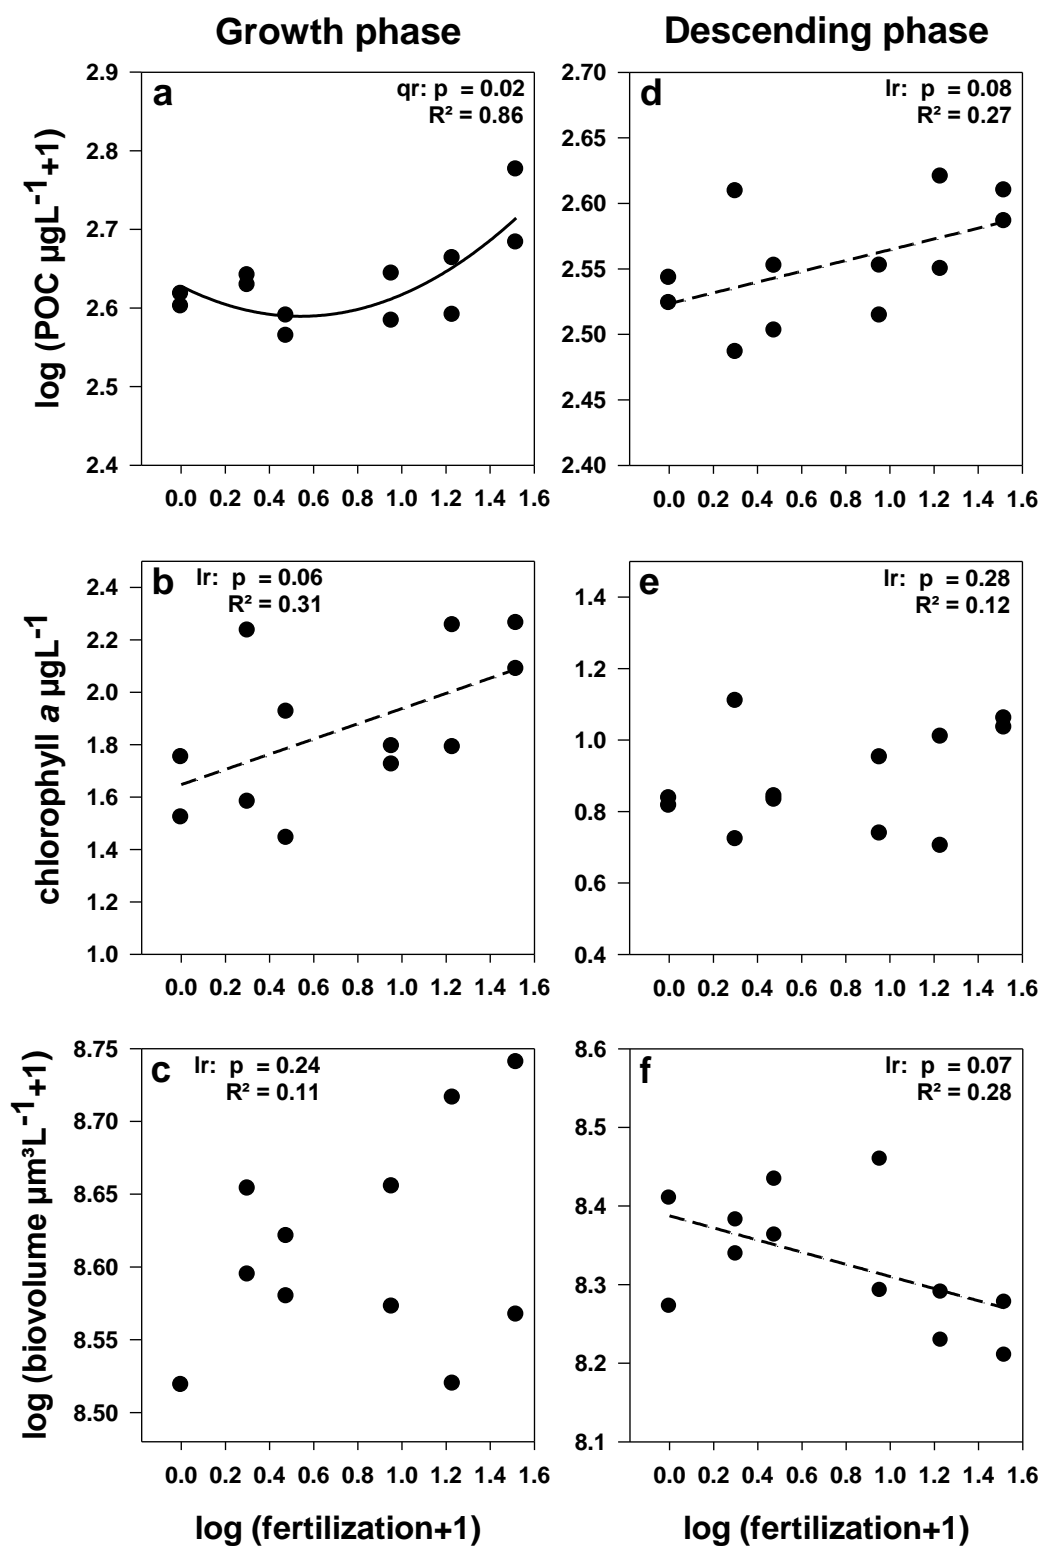 Growth phase
Descending phase
a
qr: p = 0.02
R² = 0.86
2.9
2.8
2.7
2.6
2.5
2.4
log (POC µgL-1+1)
0.0 0.2 0.4 0.6 0.8 1.0 1.2 1.4 1.6
d
lr: p = 0.08
R² = 0.27
2.70
2.65
2.60
2.55
2.50
2.45
2.40
0.0 0.2 0.4 0.6 0.8 1.0 1.2 1.4 1.6
b
lr: p = 0.06
R² = 0.31
2.4
2.2
2.0
1.8
1.6
1.4
1.2
1.0
chlorophyll a µgL-1
0.0 0.2 0.4 0.6 0.8 1.0 1.2 1.4 1.6
e
lr: p = 0.28
R² = 0.12
1.4
1.2
1.0
0.8
0.6
0.4
0.0 0.2 0.4 0.6 0.8 1.0 1.2 1.4 1.6
c
lr: p = 0.24
R² = 0.11
8.75
8.70
8.65
8.60
8.55
8.50
log (biovolume µm³L-1+1)
0.0 0.2 0.4 0.6 0.8 1.0 1.2 1.4 1.6
log (fertilization+1)
f
lr: p = 0.07
R² = 0.28
8.6
8.5
8.4
8.3
8.2
8.1
0.0 0.2 0.4 0.6 0.8 1.0 1.2 1.4 1.6
log (fertilization+1)